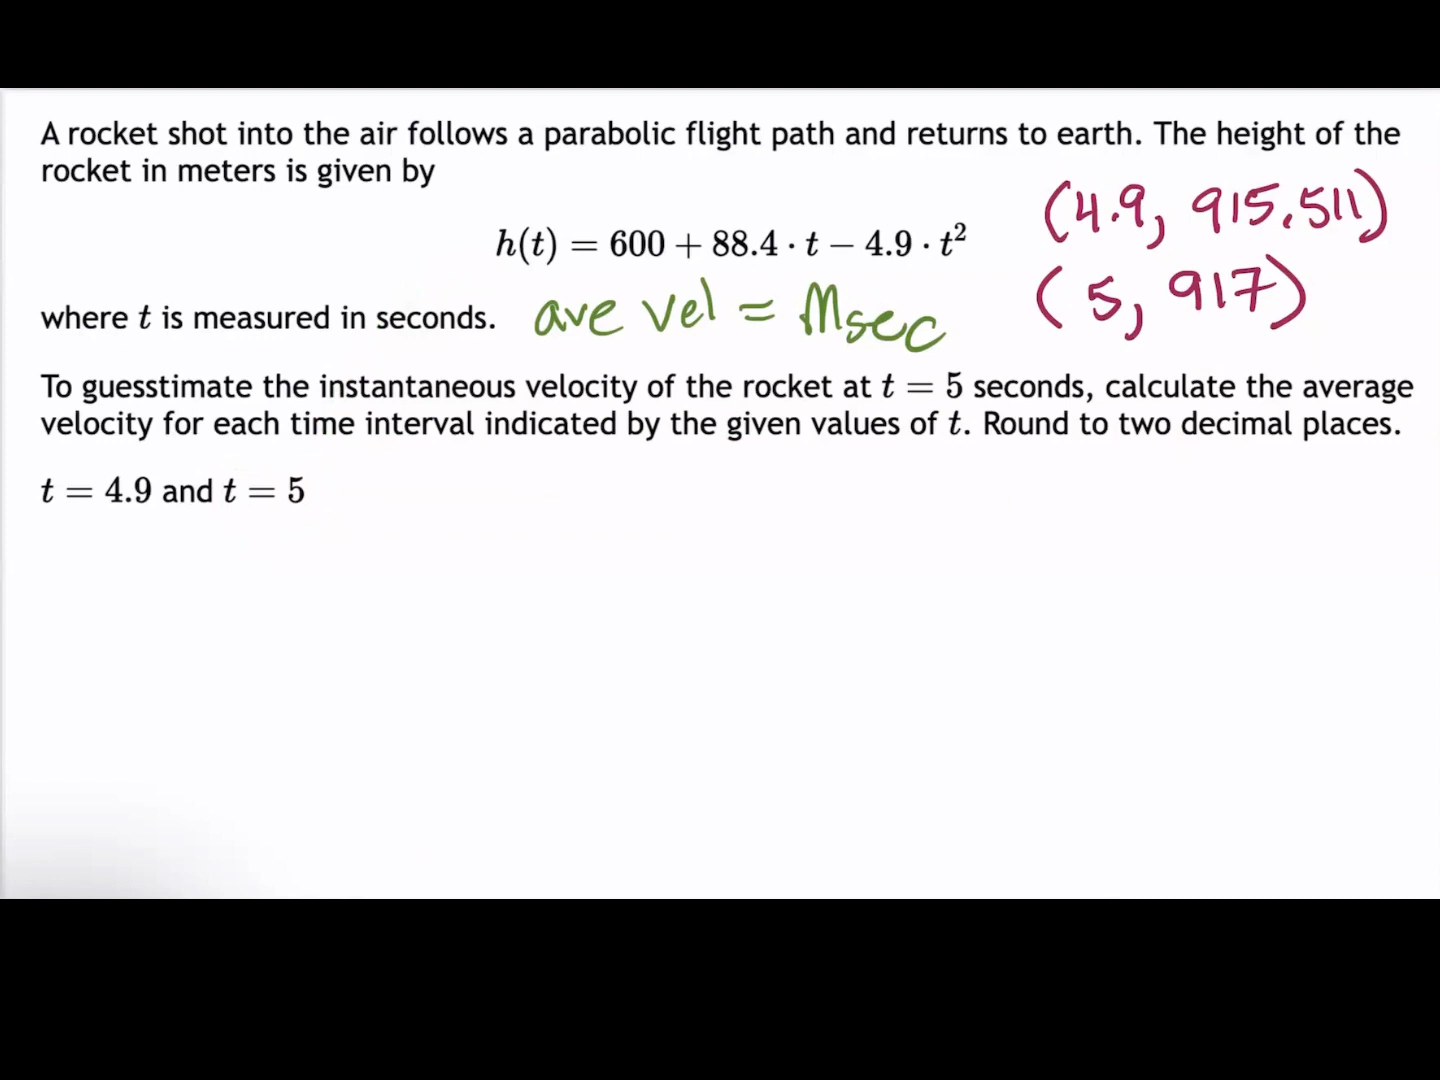 A rocket shot into the air follows a parabolic flight path and returns to earth. The height of the
rocket in meters is given by
(4.9, 915.511)
h(t) = 600 + 88.4 · t − 4.9 · t²
(5, 917)
where t is measured in seconds.
ave vel = Msec
To guesstimate the instantaneous velocity of the rocket at t = 5 seconds, calculate the average
velocity for each time interval indicated by the given values of t. Round to two decimal places.
t = 4.9 and t = 5